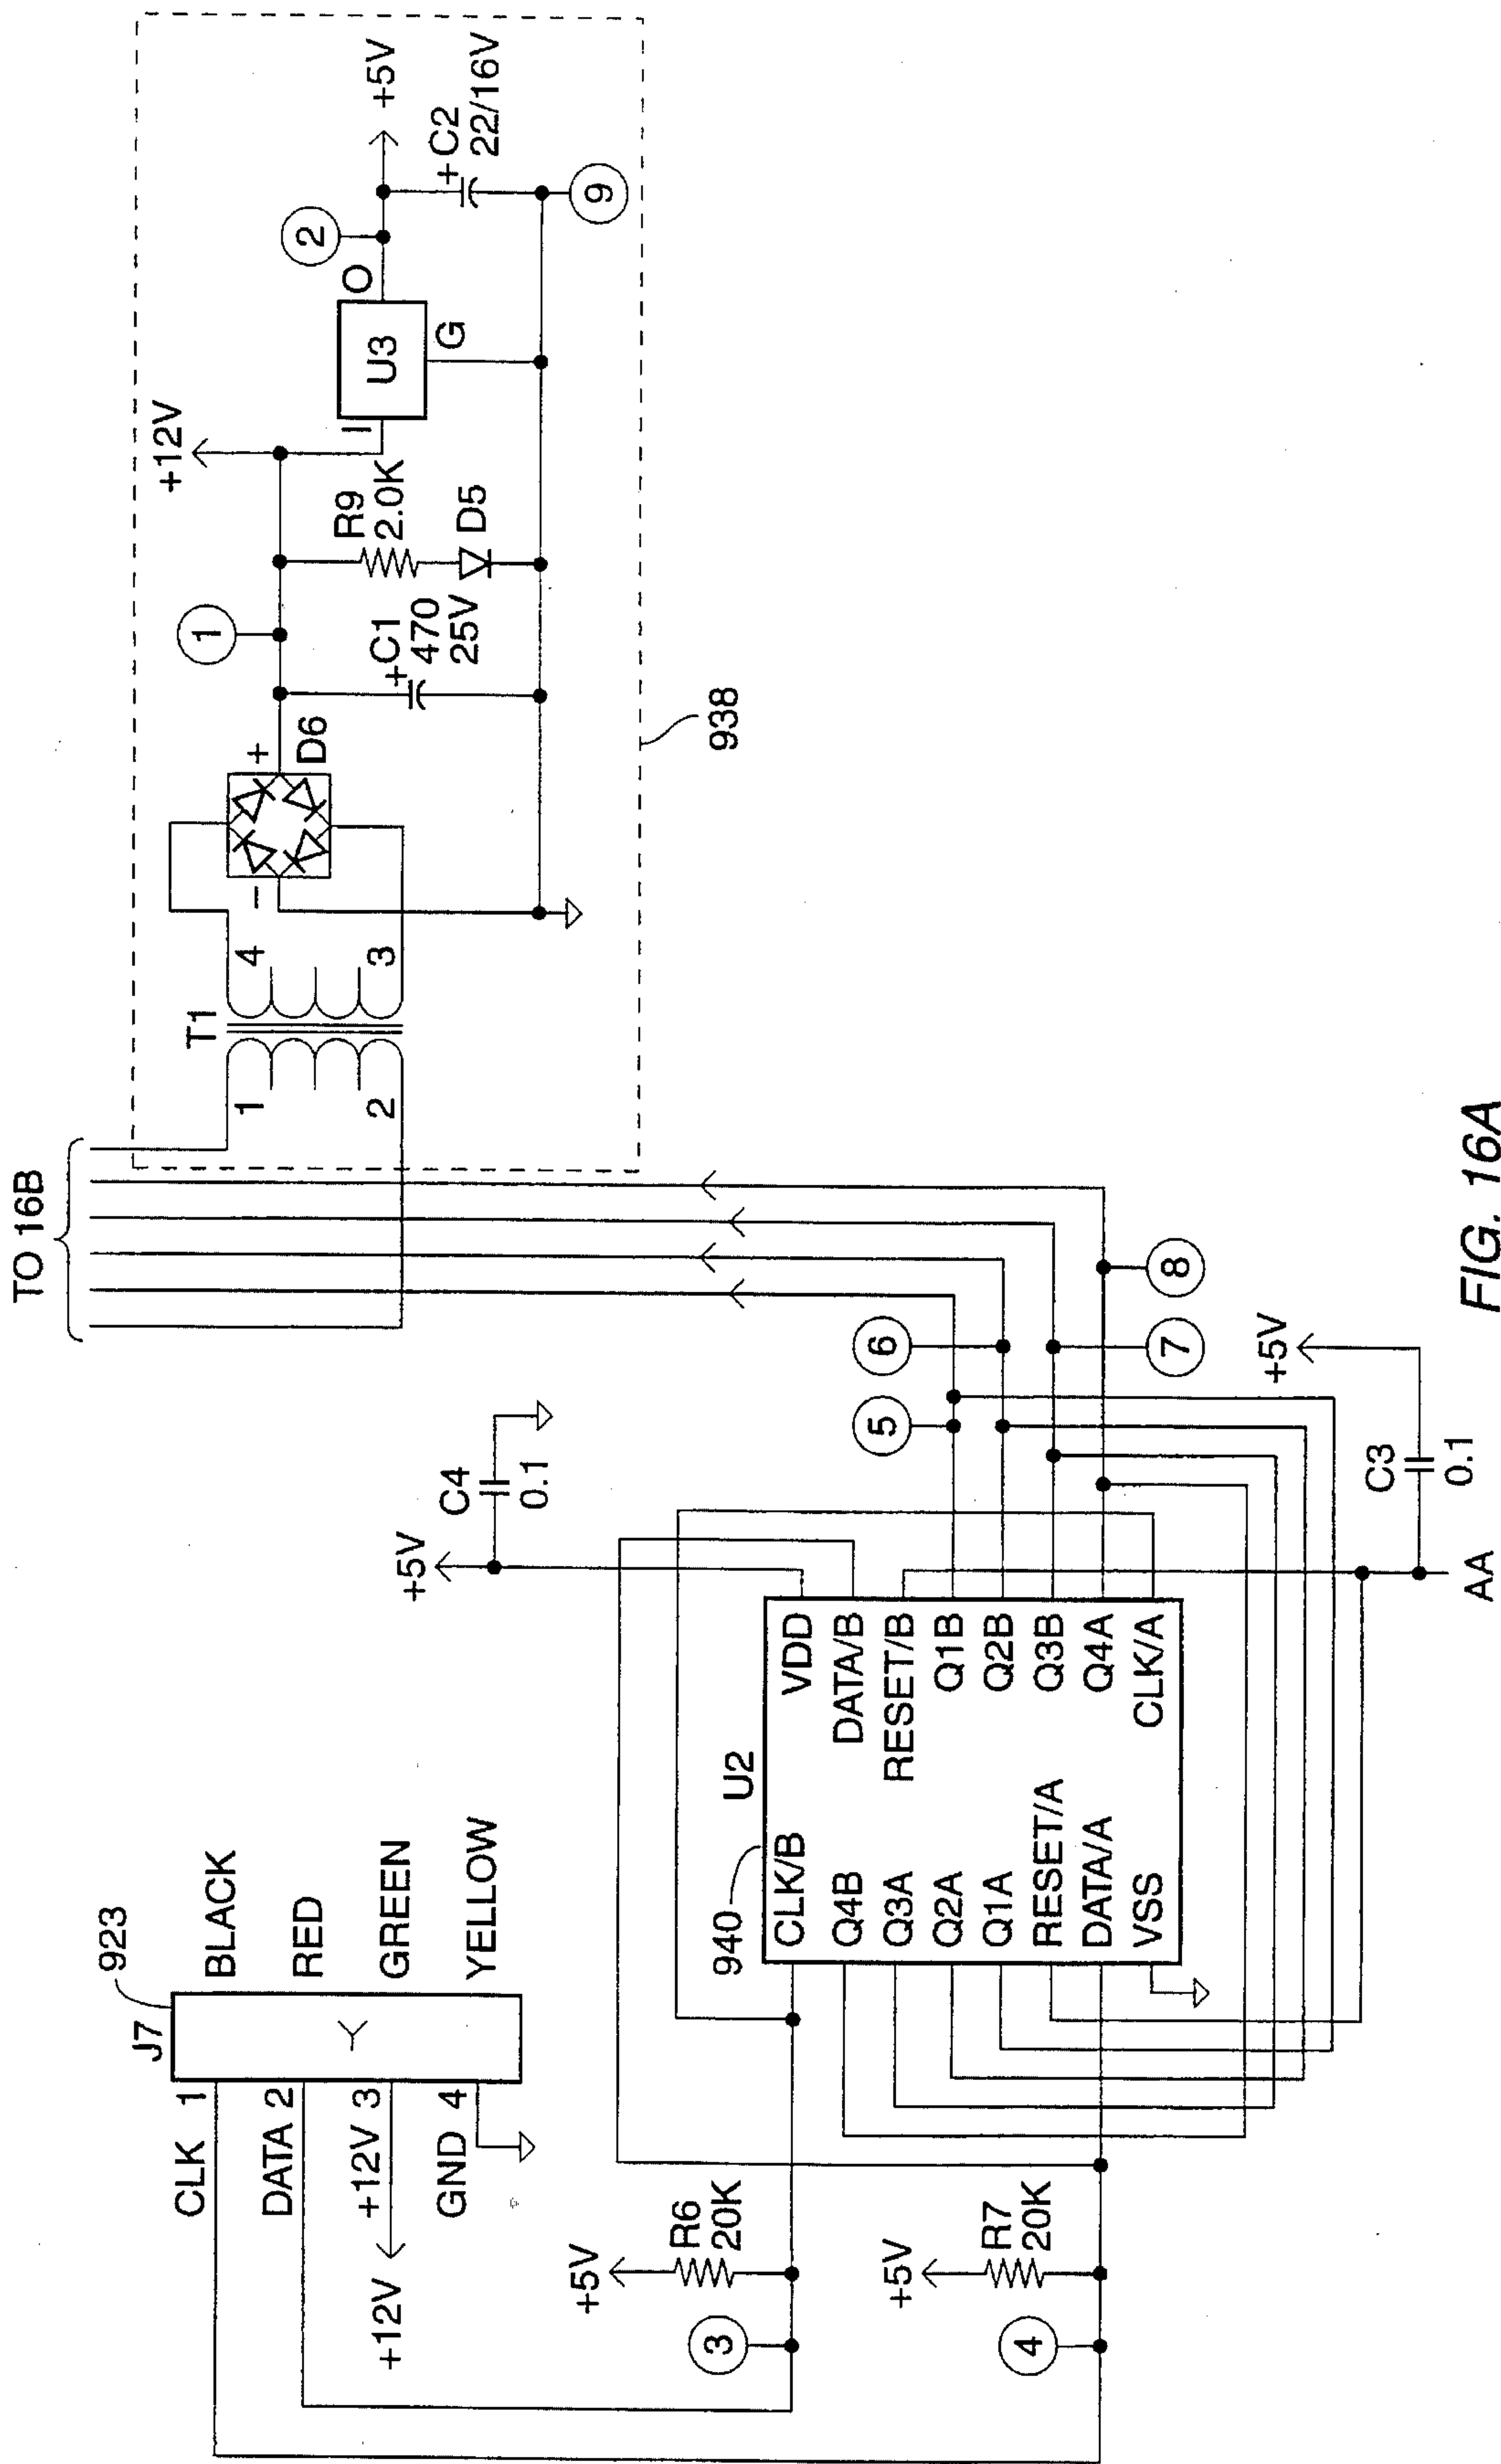 TO 16B
T1
1
2
4
3
-
+
D6
1
+
C1
470
25V
R9
2.0K
D5
+12V
I
U3
O
G
2
+5V
+
C2
22/16V
9
938
923
J7
CLK 1
DATA 2
+12V 3
GND 4
+12V
BLACK
RED
GREEN
YELLOW
+5V
C4
0.1
+5V
R6
20K
3
+5V
R7
20K
4
940
U2
CLK/B
Q4B
Q3A
Q2A
Q1A
RESET/A
DATA/A
VSS
VDD
DATA/B
RESET/B
Q1B
Q2B
Q3B
Q4A
CLK/A
5
6
7
8
+5V
C3
0.1
AA
FIG. 16A